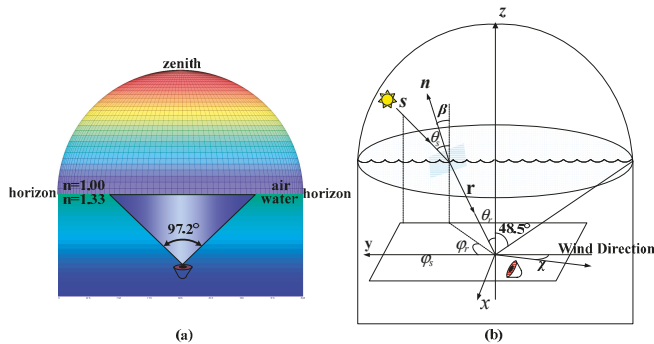 zenith
horizon
n=1.00
air
horizon
n=1.33
water
97.2°
(a)
z
n
s
β
θs
r
θr
48.5°
Wind Direction
y
φr
φs
χ
x
(b)